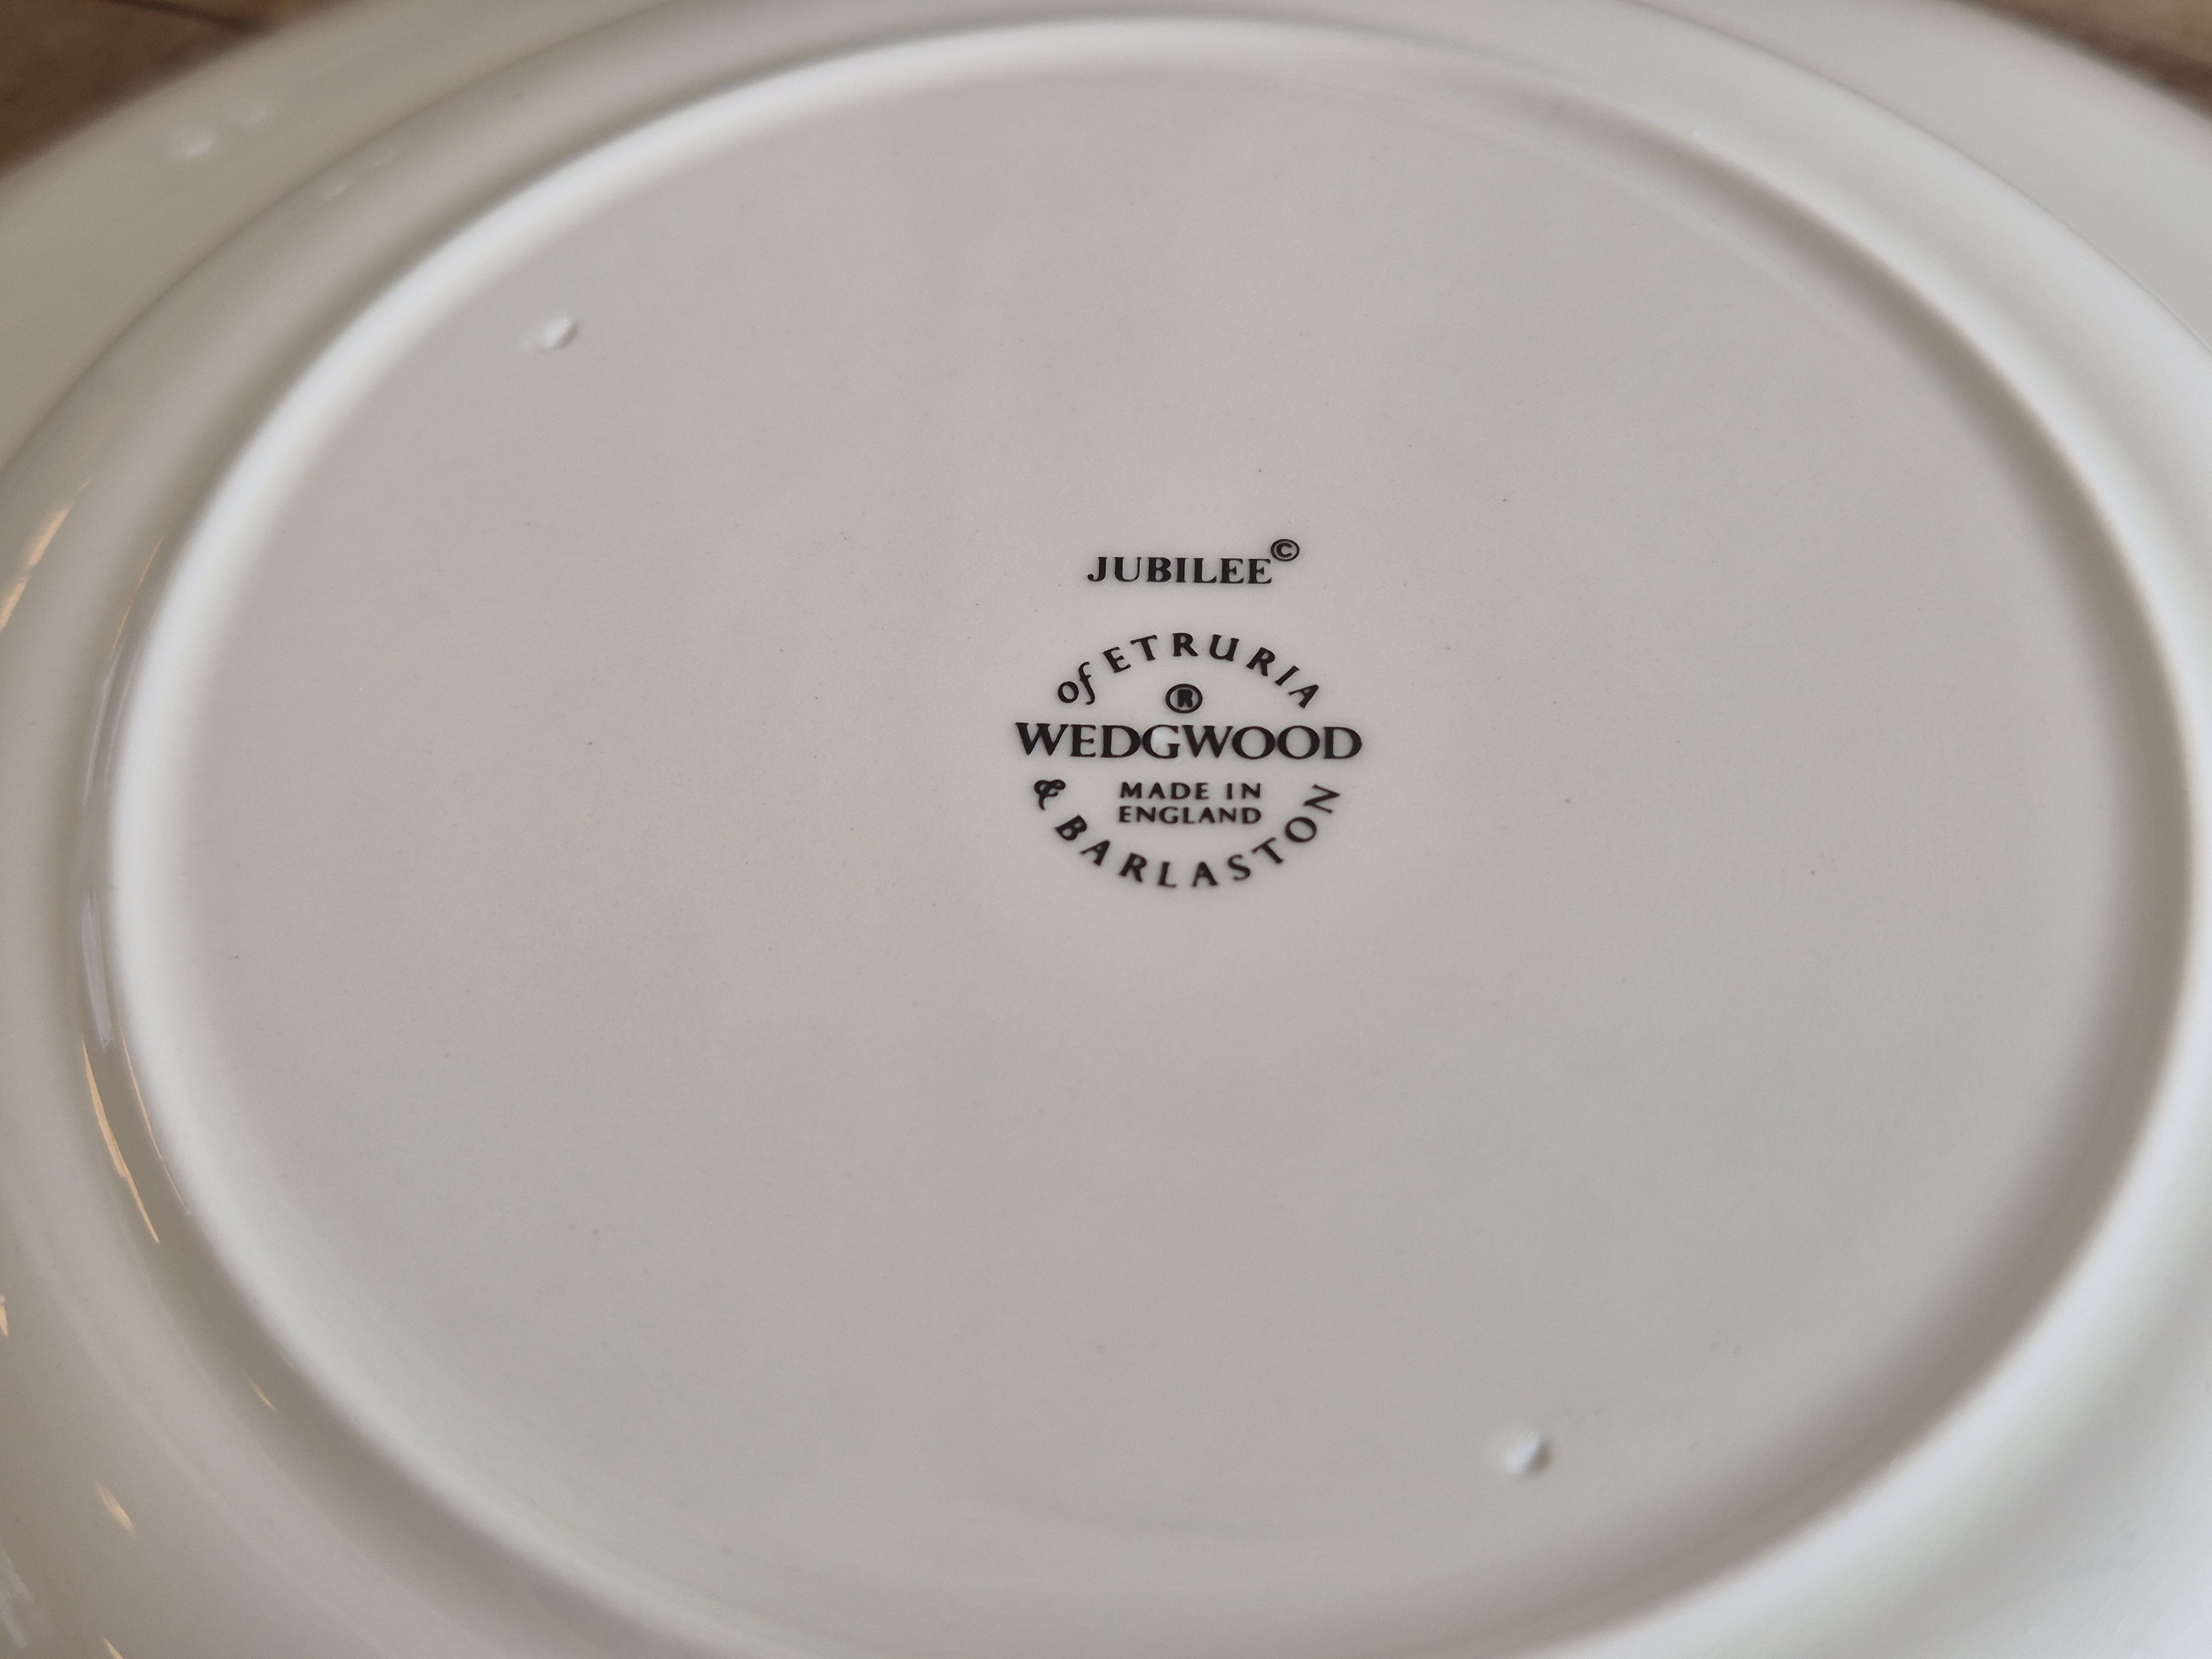 JUBILEE©
of ETRURIA
®
WEDGWOOD
MADE IN
ENGLAND
& BARLASTON